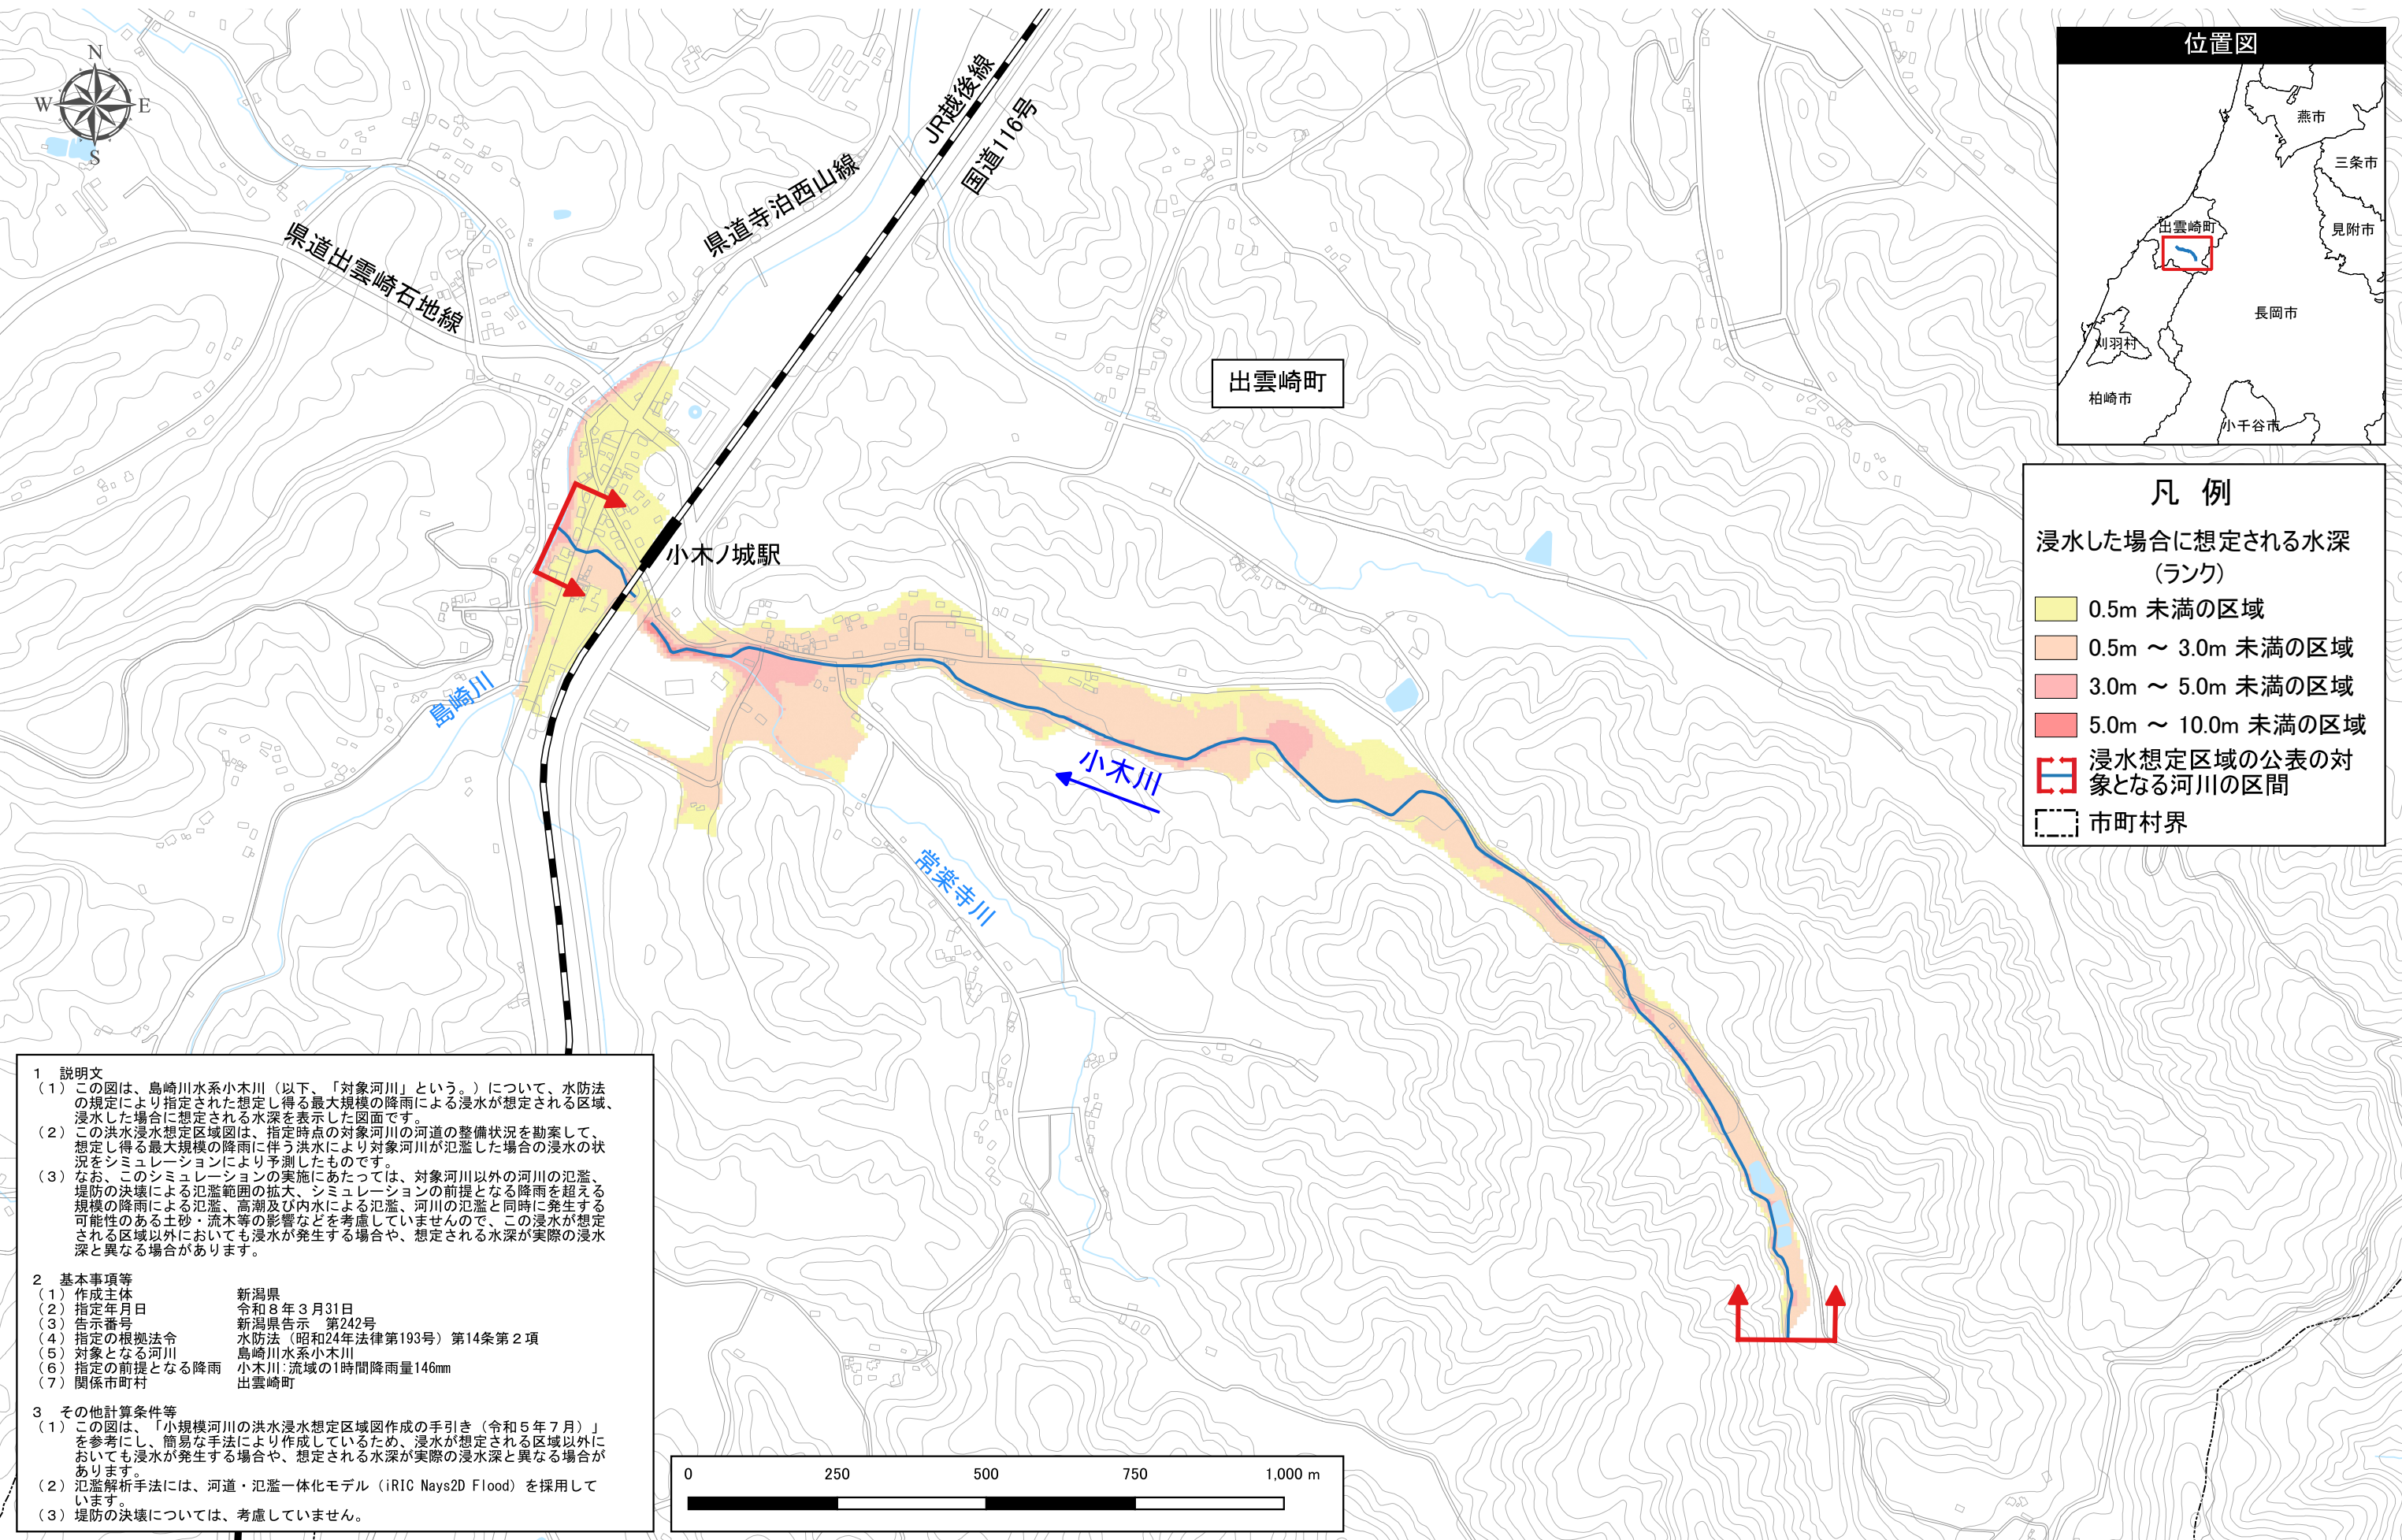 N
W
E
S
JR越後線
国道116号
県道寺泊西山線
県道出雲崎石地線
出雲崎町
小木ノ城駅
島崎川
小木川
常楽寺川
位置図
燕市
三条市
出雲崎町
見附市
長岡市
刈羽村
柏崎市
小千谷市
凡 例
浸水した場合に想定される水深
(ランク)
0.5m 未満の区域
0.5m ~ 3.0m 未満の区域
3.0m ~ 5.0m 未満の区域
5.0m ~ 10.0m 未満の区域
浸水想定区域の公表の対
象となる河川の区間
市町村界
1 説明文
(1)この図は、島崎川水系小木川(以下、「対象河川」という。)について、水防法
の規定により指定された想定し得る最大規模の降雨による浸水が想定される区域、
浸水した場合に想定される水深を表示した図面です。
(2)この洪水浸水想定区域図は、指定時点の対象河川の河道の整備状況を勘案して、
想定し得る最大規模の降雨に伴う洪水により対象河川が氾濫した場合の浸水の状
況をシミュレーションにより予測したものです。
(3)なお、このシミュレーションの実施にあたっては、対象河川以外の河川の氾濫、
堤防の決壊による氾濫範囲の拡大、シミュレーションの前提となる降雨を超える
規模の降雨による氾濫、高潮及び内水による氾濫、河川の氾濫と同時に発生する
可能性のある土砂・流木等の影響などを考慮していませんので、この浸水が想定
される区域以外においても浸水が発生する場合や、想定される水深が実際の浸水
深と異なる場合があります。
2 基本事項等
(1)作成主体 新潟県
(2)指定年月日 令和8年3月31日
(3)告示番号 新潟県告示 第242号
(4)指定の根拠法令 水防法(昭和24年法律第193号)第14条第2項
(5)対象となる河川 島崎川水系小木川
(6)指定の前提となる降雨 小木川:流域の1時間降雨量146mm
(7)関係市町村 出雲崎町
3 その他計算条件等
(1)この図は、「小規模河川の洪水浸水想定区域図作成の手引き(令和5年7月)」
を参考にし、簡易な手法により作成しているため、浸水が想定される区域以外に
おいても浸水が発生する場合や、想定される水深が実際の浸水深と異なる場合が
あります。
(2)氾濫解析手法には、河道・氾濫一体化モデル(iRIC Nays2D Flood)を採用して
います。
(3)堤防の決壊については、考慮していません。
0 250 500 750 1,000 m